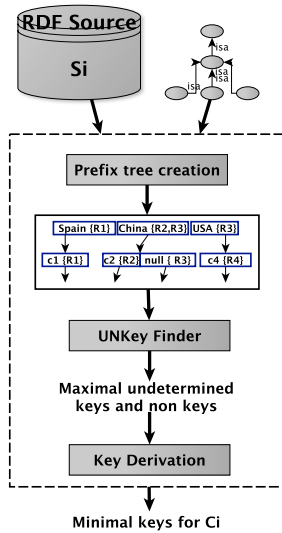 RDF Source
Si
isa
isa
isa
isa
Prefix tree creation
Spain {R1} China {R2,R3} USA {R3}
c1 {R1} c2 {R2} null { R3} c4 {R4}
UNKey Finder
Maximal undetermined
keys and non keys
Key Derivation
Minimal keys for Ci